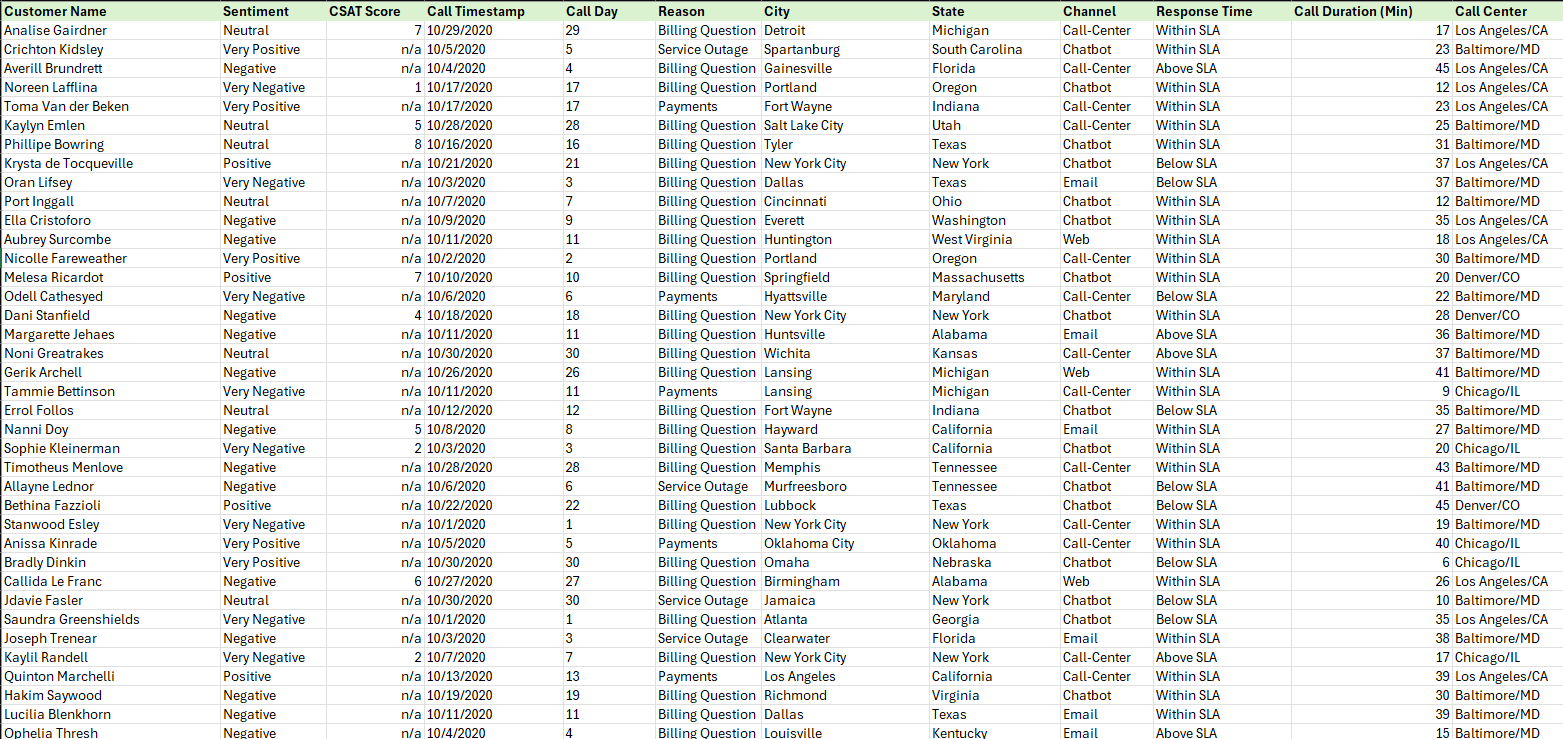 Customer Name Sentiment CSAT Score Call Timestamp Call Day Reason City State Channel Response Time Call Duration (Min) Call Center
Analise Gairdner Neutral 7 10/29/2020 29 Billing Question Detroit Michigan Call-Center Within SLA 17 Los Angeles/CA
Crichton Kidsley Very Positive n/a 10/5/2020 5 Service Outage Spartanburg South Carolina Chatbot Within SLA 23 Baltimore/MD
Averill Brundrett Negative n/a 10/4/2020 4 Billing Question Gainesville Florida Call-Center Above SLA 45 Los Angeles/CA
Noreen Lafflina Very Negative 1 10/17/2020 17 Billing Question Portland Oregon Chatbot Within SLA 12 Los Angeles/CA
Toma Van der Beken Very Positive n/a 10/17/2020 17 Payments Fort Wayne Indiana Call-Center Within SLA 23 Los Angeles/CA
Kaylyn Emlen Neutral 5 10/28/2020 28 Billing Question Salt Lake City Utah Call-Center Within SLA 25 Baltimore/MD
Phillipe Bowring Neutral 8 10/16/2020 16 Billing Question Tyler Texas Chatbot Within SLA 31 Baltimore/MD
Krysta de Tocqueville Positive n/a 10/21/2020 21 Billing Question New York City New York Chatbot Below SLA 37 Los Angeles/CA
Oran Lifsey Very Negative n/a 10/3/2020 3 Billing Question Dallas Texas Email Below SLA 37 Baltimore/MD
Port Inggall Neutral n/a 10/7/2020 7 Billing Question Cincinnati Ohio Chatbot Within SLA 12 Baltimore/MD
Ella Cristoforo Negative n/a 10/9/2020 9 Billing Question Everett Washington Chatbot Within SLA 35 Los Angeles/CA
Aubrey Surcombe Negative n/a 10/11/2020 11 Billing Question Huntington West Virginia Web Within SLA 18 Los Angeles/CA
Nicolle Fareweather Very Positive n/a 10/2/2020 2 Billing Question Portland Oregon Call-Center Within SLA 30 Baltimore/MD
Melesa Ricardot Positive 7 10/10/2020 10 Billing Question Springfield Massachusetts Chatbot Within SLA 20 Denver/CO
Odell Cathesyed Very Negative n/a 10/6/2020 6 Payments Hyattsville Maryland Call-Center Below SLA 22 Baltimore/MD
Dani Stanfield Negative 4 10/18/2020 18 Billing Question New York City New York Chatbot Within SLA 28 Denver/CO
Margarette Jehaes Negative n/a 10/11/2020 11 Billing Question Huntsville Alabama Email Above SLA 36 Baltimore/MD
Noni Greatrakes Neutral n/a 10/30/2020 30 Billing Question Wichita Kansas Call-Center Above SLA 37 Baltimore/MD
Gerik Archell Negative n/a 10/26/2020 26 Billing Question Lansing Michigan Web Within SLA 41 Baltimore/MD
Tammie Bettinson Very Negative n/a 10/11/2020 11 Payments Lansing Michigan Call-Center Within SLA 9 Chicago/IL
Errol Follos Neutral n/a 10/12/2020 12 Billing Question Fort Wayne Indiana Chatbot Below SLA 35 Baltimore/MD
Nanni Doy Negative 5 10/8/2020 8 Billing Question Hayward California Email Within SLA 27 Baltimore/MD
Sophie Kleinerman Very Negative 2 10/3/2020 3 Billing Question Santa Barbara California Chatbot Within SLA 20 Chicago/IL
Timotheus Menlove Negative n/a 10/28/2020 28 Billing Question Memphis Tennessee Call-Center Within SLA 43 Baltimore/MD
Allayne Lednor Negative n/a 10/6/2020 6 Service Outage Murfreesboro Tennessee Chatbot Below SLA 41 Baltimore/MD
Bethina Fazzioli Positive n/a 10/22/2020 22 Billing Question Lubbock Texas Chatbot Below SLA 45 Denver/CO
Stanwood Esley Very Negative n/a 10/1/2020 1 Billing Question New York City New York Call-Center Within SLA 19 Baltimore/MD
Anissa Kinrade Very Positive n/a 10/5/2020 5 Payments Oklahoma City Oklahoma Call-Center Within SLA 40 Chicago/IL
Bradly Dinkin Very Positive n/a 10/30/2020 30 Billing Question Omaha Nebraska Chatbot Below SLA 6 Chicago/IL
Callida Le Franc Negative 6 10/27/2020 27 Billing Question Birmingham Alabama Web Within SLA 26 Los Angeles/CA
Jdavie Fasler Neutral n/a 10/30/2020 30 Service Outage Jamaica New York Chatbot Below SLA 10 Baltimore/MD
Saundra Greenshields Very Negative n/a 10/1/2020 1 Billing Question Atlanta Georgia Chatbot Below SLA 35 Los Angeles/CA
Joseph Trenear Negative n/a 10/3/2020 3 Service Outage Clearwater Florida Email Within SLA 38 Baltimore/MD
Kaylil Randell Very Negative 2 10/7/2020 7 Billing Question New York City New York Call-Center Above SLA 17 Chicago/IL
Quinton Marchelli Positive n/a 10/13/2020 13 Payments Los Angeles California Call-Center Within SLA 39 Los Angeles/CA
Hakim Saywood Negative n/a 10/19/2020 19 Billing Question Richmond Virginia Chatbot Within SLA 30 Baltimore/MD
Lucilia Blenkhorn Negative n/a 10/11/2020 11 Billing Question Dallas Texas Email Within SLA 39 Baltimore/MD
Ophelia Thresh Negative n/a 10/4/2020 4 Billing Question Louisville Kentucky Email Above SLA 15 Baltimore/MD